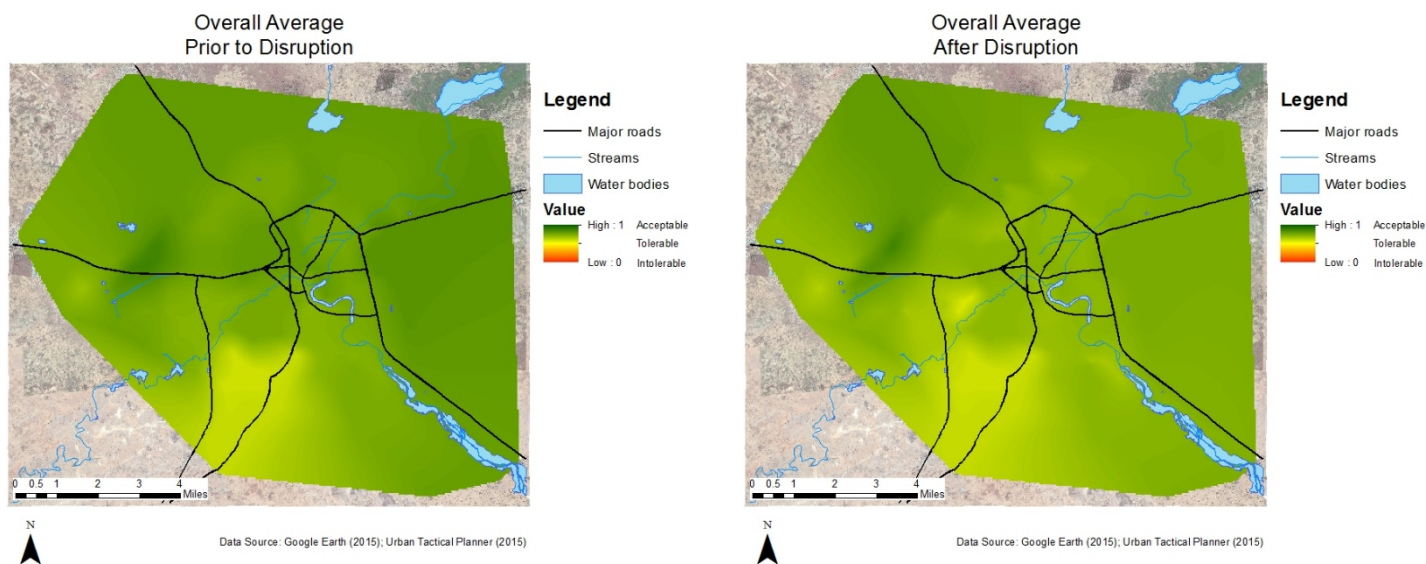 Overall Average
Prior to Disruption
Legend
Major roads
Streams
Water bodies
Value
High : 1 Acceptable
Tolerable
Low : 0 Intolerable
0 0.5 1 2 3 4
Miles
N
Data Source: Google Earth (2015); Urban Tactical Planner (2015)
Overall Average
After Disruption
Legend
Major roads
Streams
Water bodies
Value
High : 1 Acceptable
Tolerable
Low : 0 Intolerable
0 0.5 1 2 3 4
Miles
N
Data Source: Google Earth (2015); Urban Tactical Planner (2015)